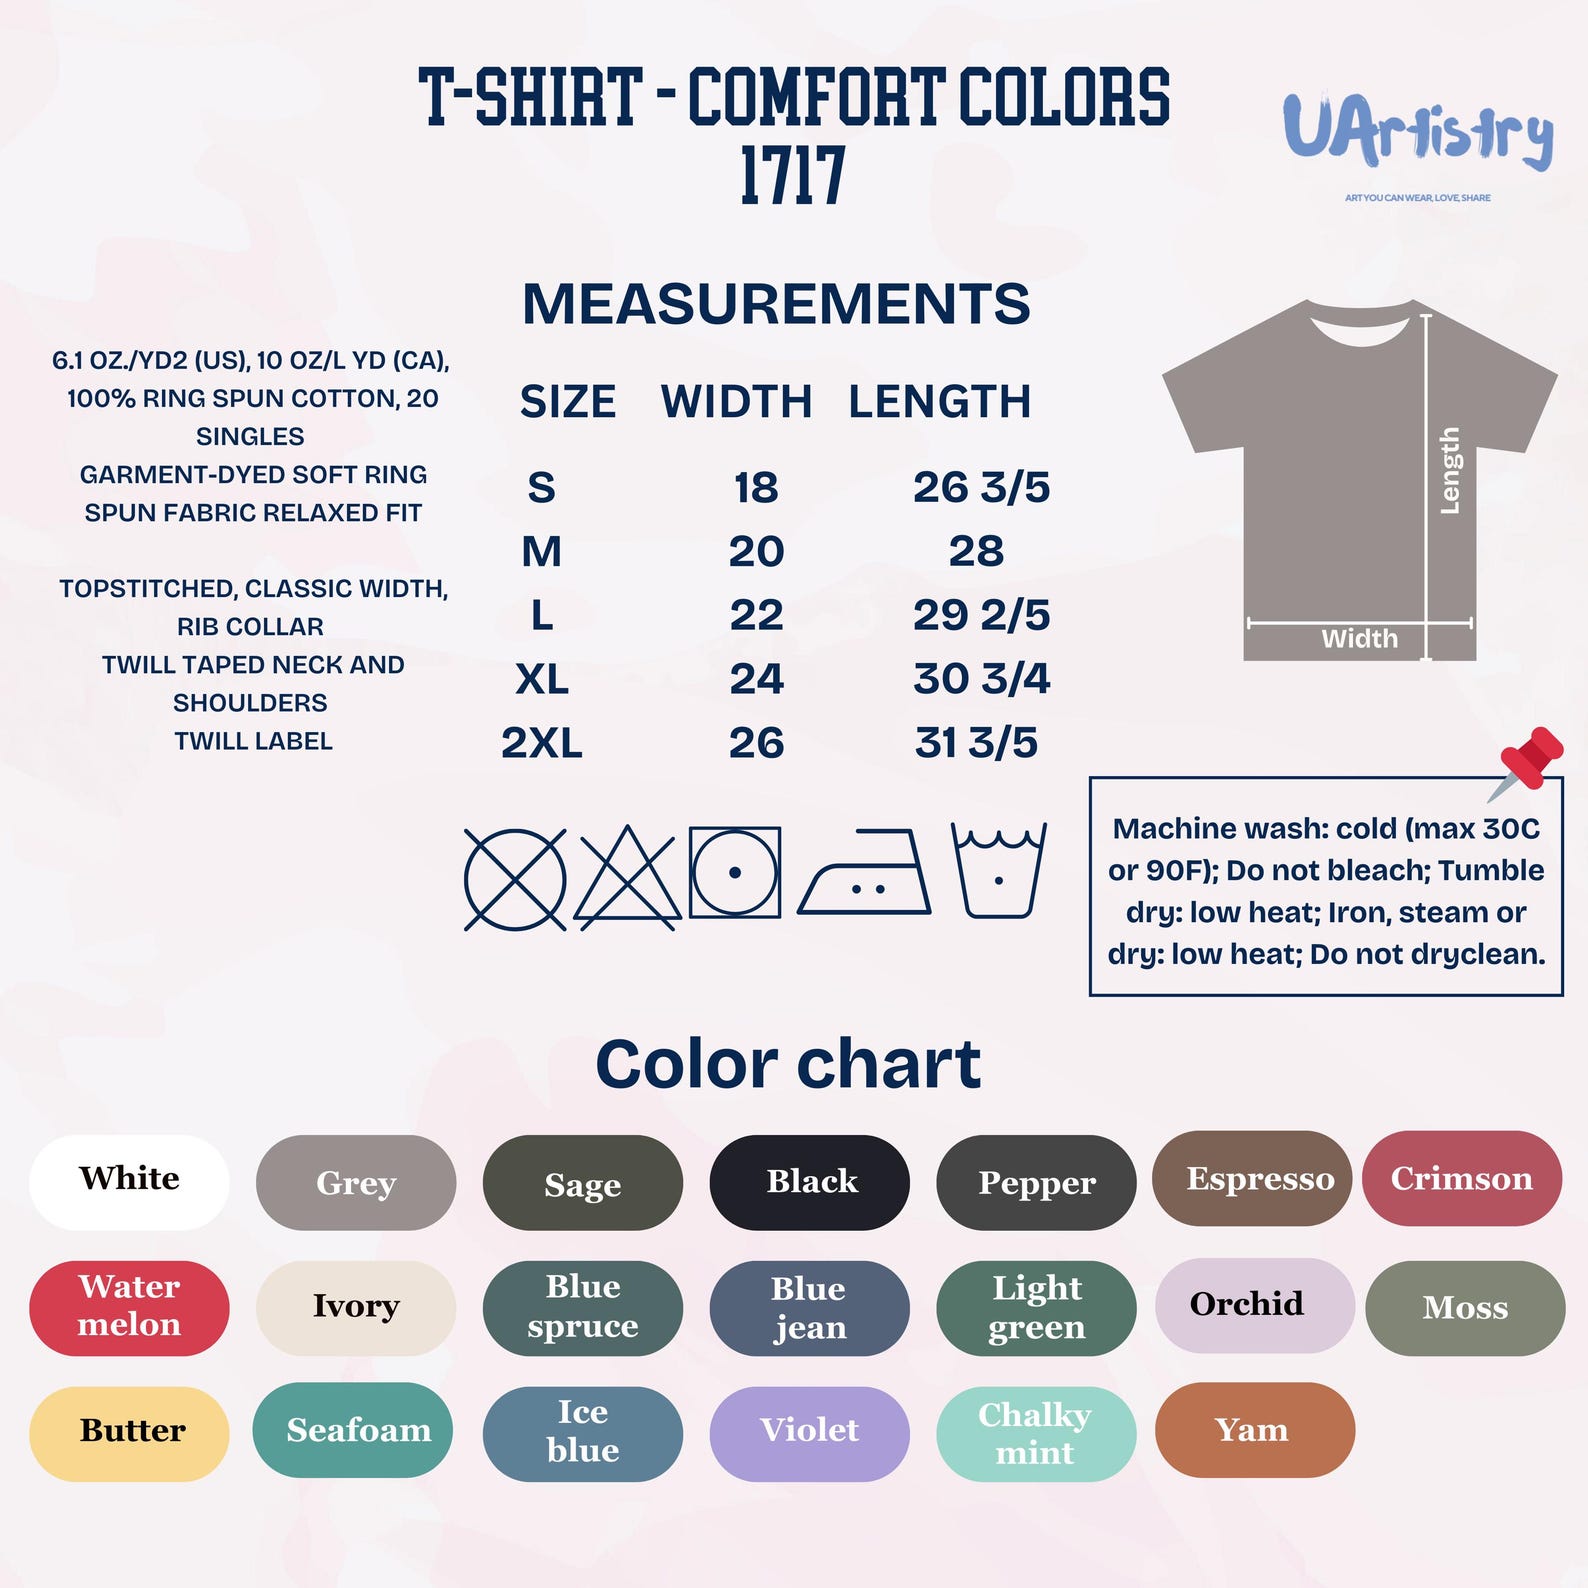 T-SHIRT - COMFORT COLORS
1717
UArtistry
ART YOU CAN WEAR, LOVE, SHARE
MEASUREMENTS
6.1 OZ./YD2 (US), 10 OZ/L YD (CA),
100% RING SPUN COTTON, 20
SINGLES
GARMENT-DYED SOFT RING
SPUN FABRIC RELAXED FIT
TOPSTITCHED, CLASSIC WIDTH,
RIB COLLAR
TWILL TAPED NECK AND
SHOULDERS
TWILL LABEL
SIZE WIDTH LENGTH
S 18 26 3/5
M 20 28
L 22 29 2/5
XL 24 30 3/4
2XL 26 31 3/5
Length
Width
Machine wash: cold (max 30C
or 90F); Do not bleach; Tumble
dry: low heat; Iron, steam or
dry: low heat; Do not dryclean.
Color chart
White
Grey
Sage
Black
Pepper
Espresso
Crimson
Water
melon
Ivory
Blue
spruce
Blue
jean
Light
green
Orchid
Moss
Butter
Seafoam
Ice
blue
Violet
Chalky
mint
Yam